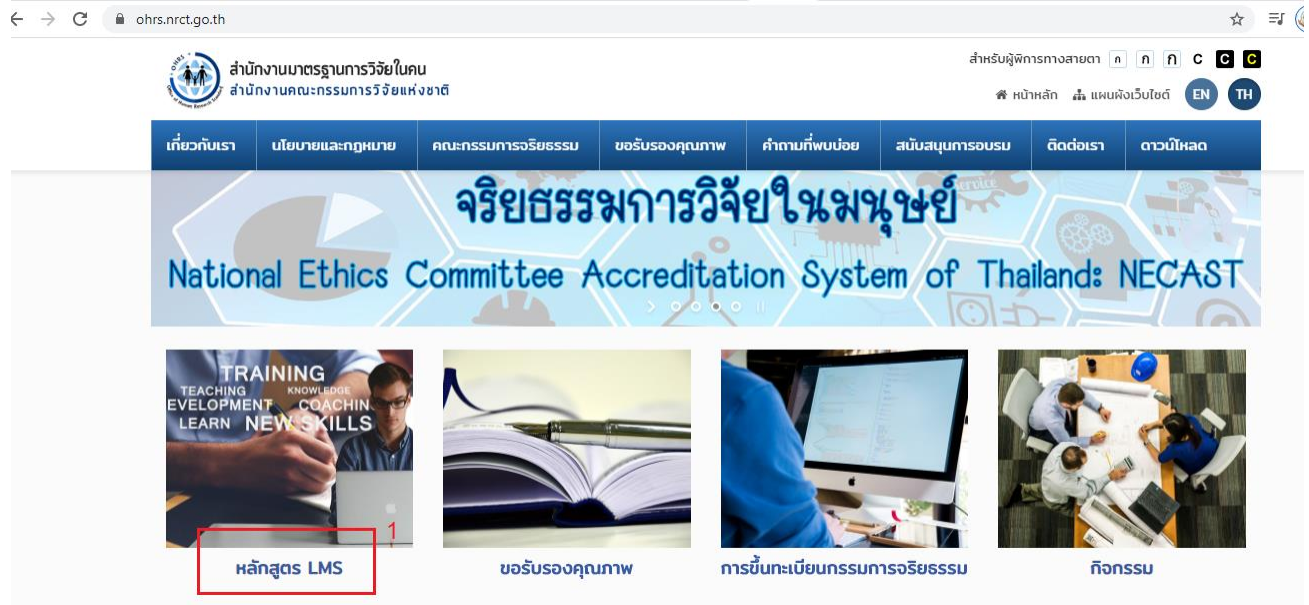 ohrs.nrct.go.th
สำนักงานมาตรฐานการวิจัยในคน
สำนักงานคณะกรรมการวิจัยแห่งชาติ
สำหรับผู้พิการทางสายตา ก ก ก C C C
หน้าหลัก แผนผังเว็บไซต์ EN TH
เกี่ยวกับเรา นโยบายและกฎหมาย คณะกรรมการจริยธรรม ขอรับรองคุณภาพ คำถามที่พบบ่อย สนับสนุนการอบรม ติดต่อเรา ดาวน์โหลด
จริยธรรมการวิจัยในมนุษย์
National Ethics Committee Accreditation System of Thailand: NECAST
TRAINING
TEACHING KNOWLEDGE
EVELOPMENT COACHIN
LEARN NEW SKILLS
1
หลักสูตร LMS ขอรับรองคุณภาพ การขึ้นทะเบียนกรรมการจริยธรรม กิจกรรม